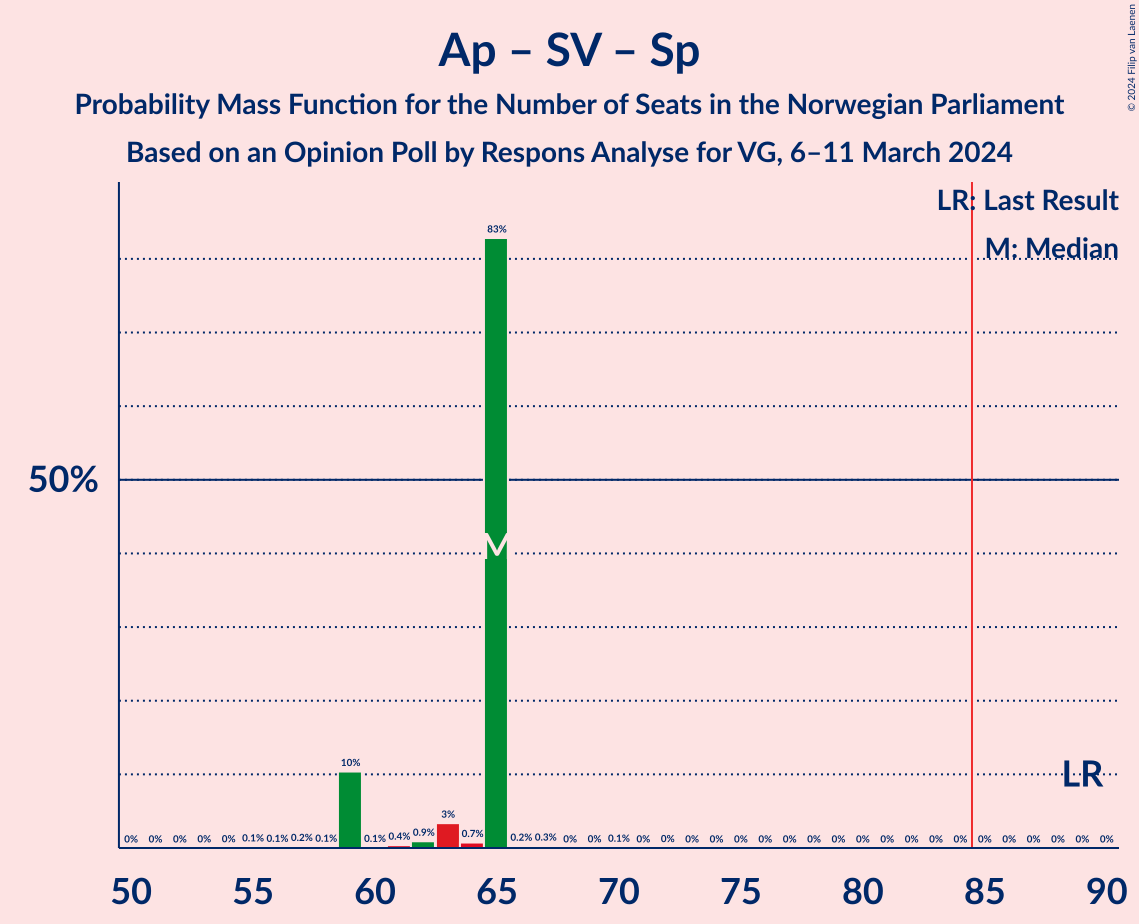 Ap – SV – Sp
Probability Mass Function for the Number of Seats in the Norwegian Parliament
Based on an Opinion Poll by Respons Analyse for VG, 6–11 March 2024
© 2024 Filip van Laenen
LR: Last Result
M: Median
83%
50%
M
10%
LR
3%
0% 0% 0% 0% 0% 0.1% 0.1% 0.2% 0.1% 0.1% 0.4% 0.9% 0.7% 0.2% 0.3% 0% 0% 0.1% 0% 0% 0% 0% 0% 0% 0% 0% 0% 0% 0% 0% 0% 0% 0% 0% 0% 0% 0% 0%
50 55 60 65 70 75 80 85 90